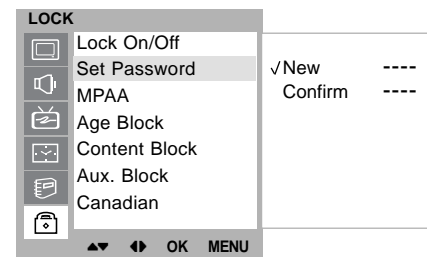 LOCK
Lock On/Off
Set Password
MPAA
Age Block
Content Block
Aux. Block
Canadian
√ New ----
Confirm ----
▲▼ ◀▶ OK MENU